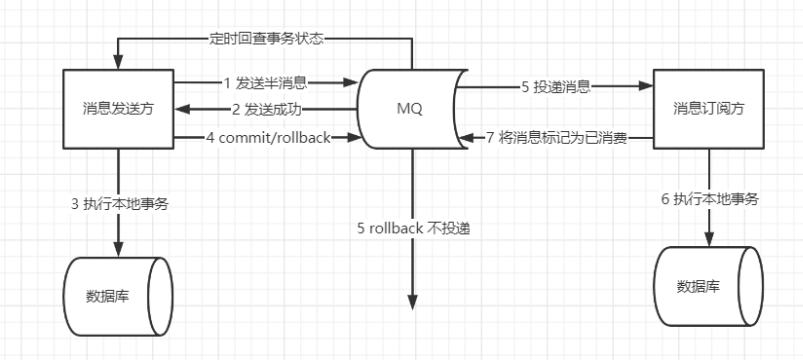 定时回查事务状态
1 发送半消息
5 投递消息
消息发送方
2 发送成功
MQ
消息订阅方
4 commit/rollback
7 将消息标记为已消费
3 执行本地事务
6 执行本地事务
5 rollback 不投递
数据库
数据库